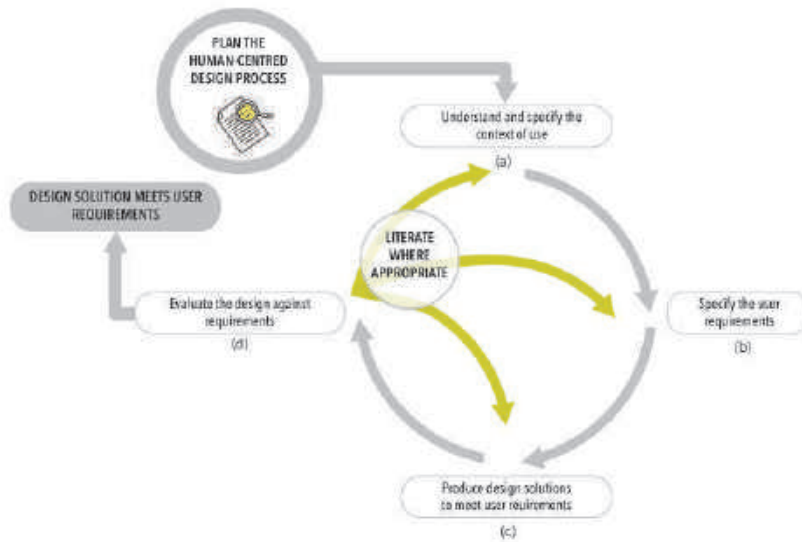 PLAN THE
HUMAN-CENTRED
DESIGN PROCESS
Understand and specify the
context of use
(a)
DESIGN SOLUTION MEETS USER
REQUIREMENTS
LITERATE
WHERE
APPROPRIATE
Evaluate the design against
requirements
(d)
Specify the user
requirements
(b)
Produce design solutions
to meet user reuirements
(c)